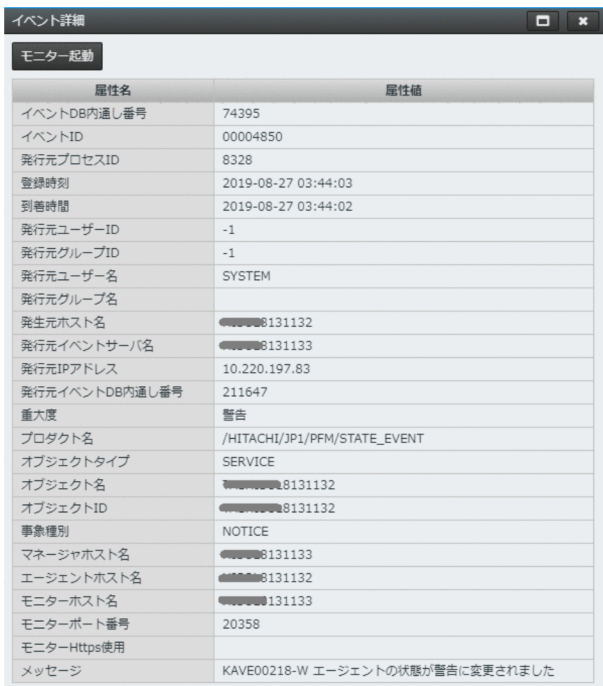 イベント詳細
モニター起動
属性名 属性値
イベントDB内通し番号 74395
イベントID 00004850
発行元プロセスID 8328
登録時刻 2019-08-27 03:44:03
到着時間 2019-08-27 03:44:02
発行元ユーザーID -1
発行元グループID -1
発行元ユーザー名 SYSTEM
発行元グループ名
発生元ホスト名 8131132
発行元イベントサーバ名 8131133
発行元IPアドレス 10.220.197.83
発行元イベントDB内通し番号 211647
重大度 警告
プロダクト名 /HITACHI/JP1/PFM/STATE_EVENT
オブジェクトタイプ SERVICE
オブジェクト名 8131132
オブジェクトID 8131132
事象種別 NOTICE
マネージャホスト名 8131133
エージェントホスト名 8131132
モニターホスト名 131133
モニターポート番号 20358
モニターHttps使用
メッセージ KAVE00218-W エージェントの状態が警告に変更されました